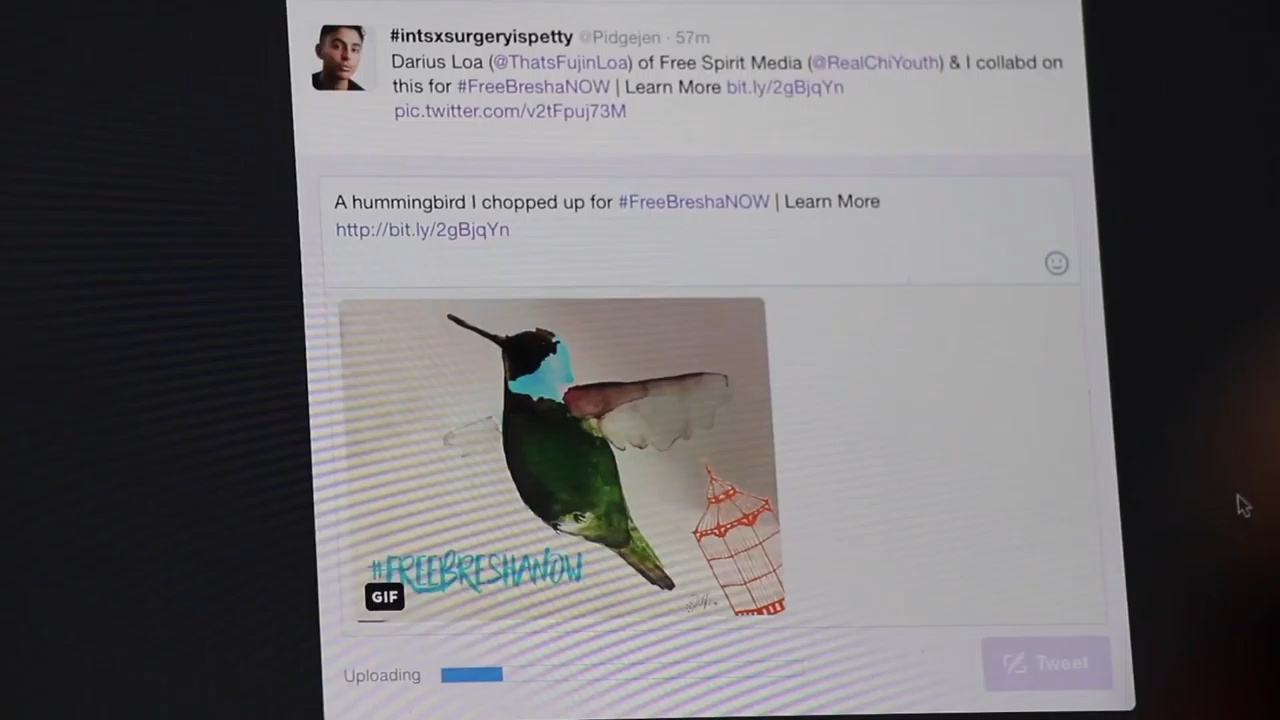 #intsxsurgeryispetty @Pidgejen · 57m
Darius Loa (@ThatsFujinLoa) of Free Spirit Media (@RealChiYouth) & I collabd on
this for #FreeBreshaNOW | Learn More bit.ly/2gBjqYn
pic.twitter.com/v2tFpuj73M
A hummingbird I chopped up for #FreeBreshaNOW | Learn More
http://bit.ly/2gBjqYn
#FREEBRESHANOW
GIF
Uploading
Tweet